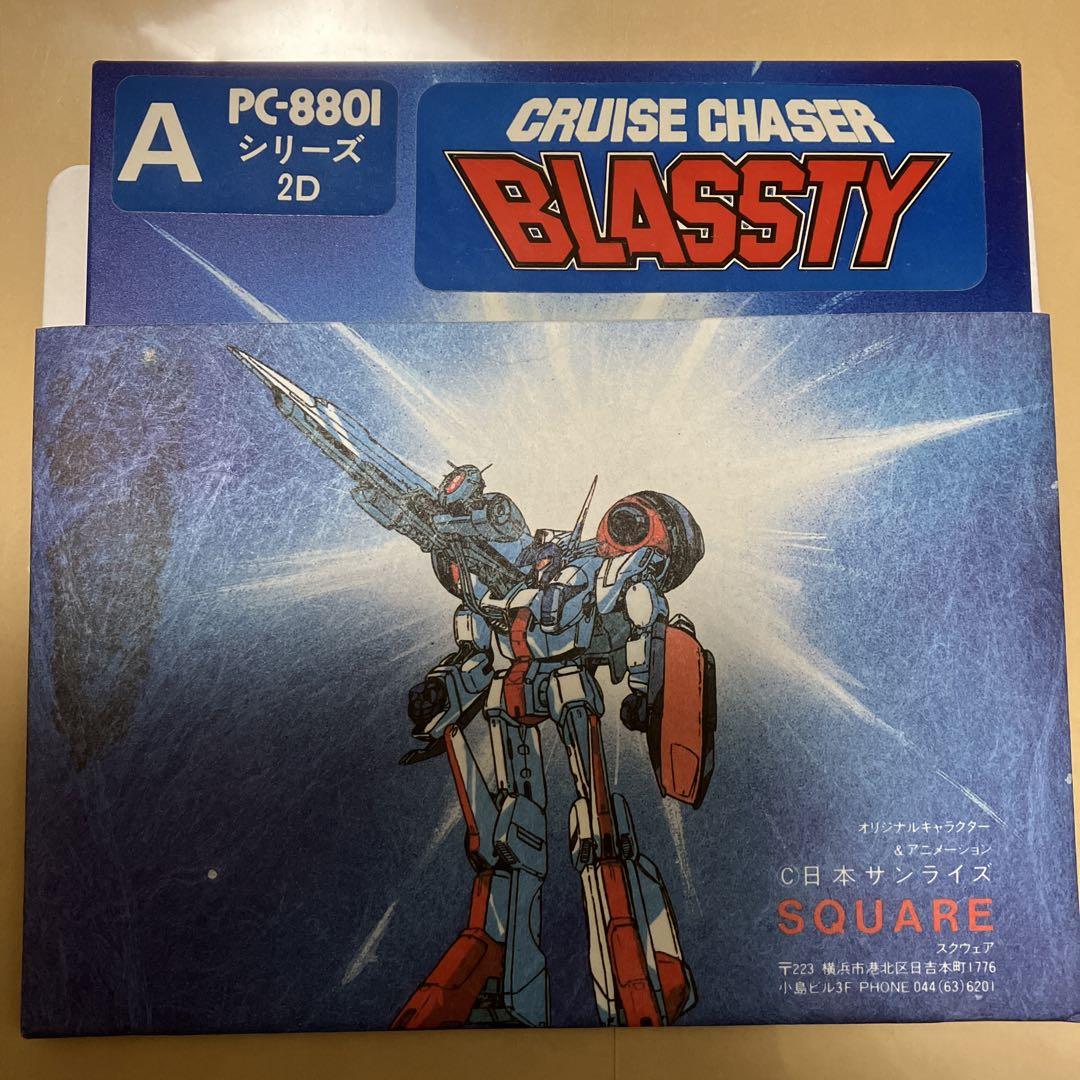 A
PC-8801
シリーズ
2D
CRUISE CHASER
BLASSTY
オリジナルキャラクター
&アニメーション
C日本サンライズ
SQUARE
スクウェア
〒223 横浜市港北区日吉本町1776
小島ビル3F PHONE 044(63)6201